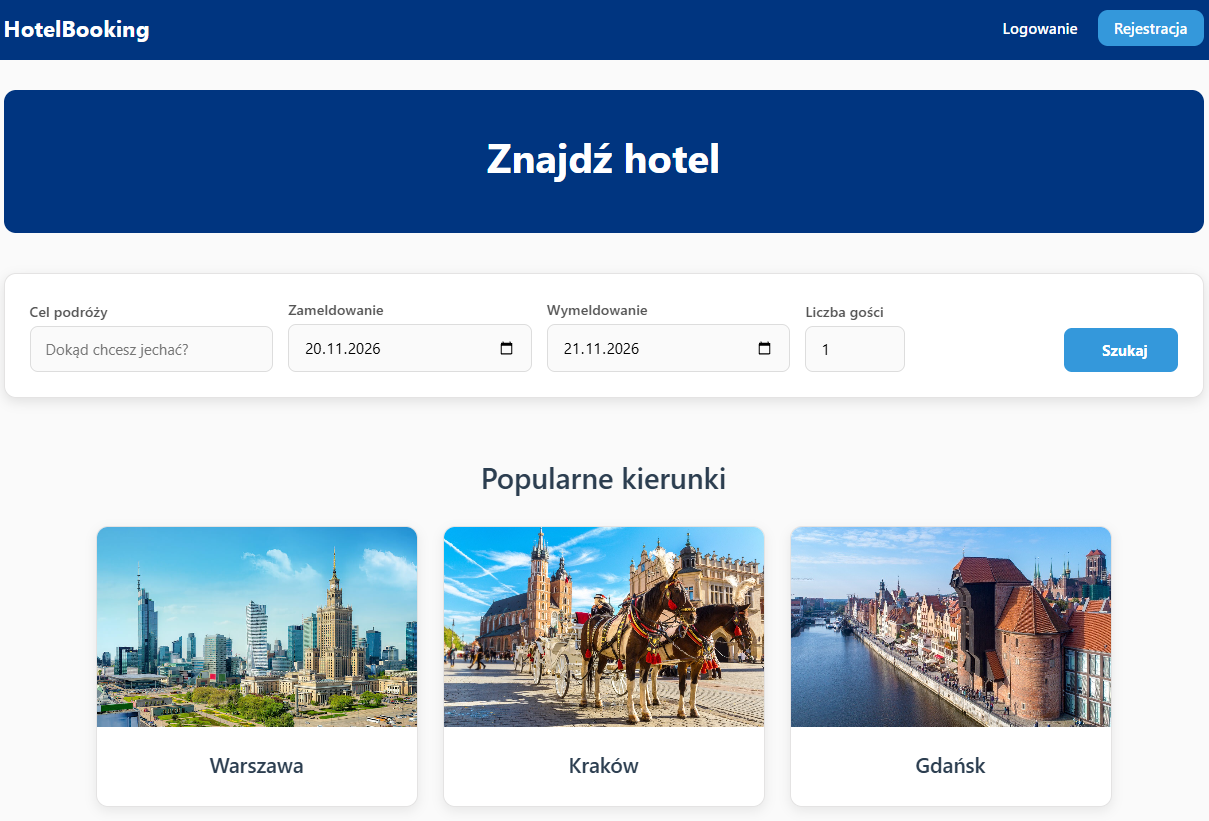 HotelBooking
Logowanie
Rejestracja
Znajdź hotel
Cel podróży
Zameldowanie
Wymeldowanie
Liczba gości
Dokąd chcesz jechać?
20.11.2026
21.11.2026
1
Szukaj
Popularne kierunki
Warszawa
Kraków
Gdańsk